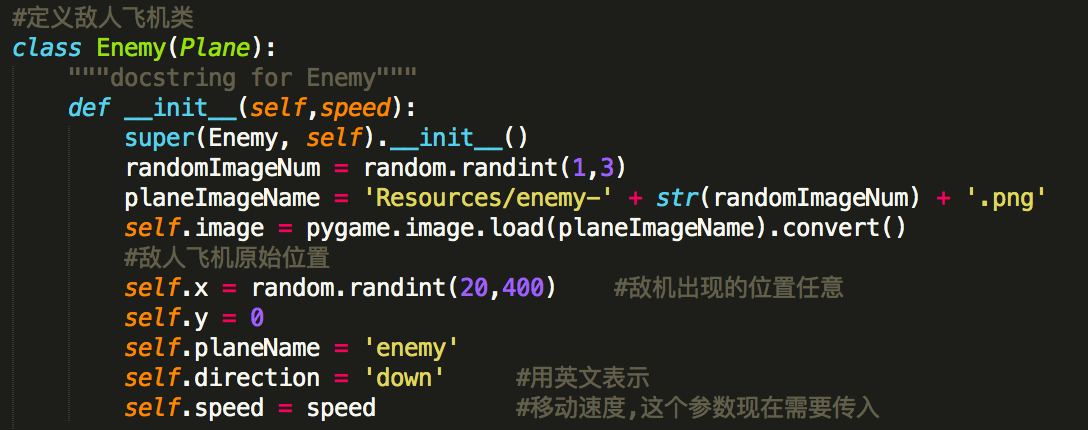 #定义敌人飞机类
class Enemy(Plane):
    """docstring for Enemy"""
    def __init__(self,speed):
        super(Enemy, self).__init__()
        randomImageNum = random.randint(1,3)
        planeImageName = 'Resources/enemy-' + str(randomImageNum) + '.png'
        self.image = pygame.image.load(planeImageName).convert()
        #敌人飞机原始位置
        self.x = random.randint(20,400)    #敌机出现的位置任意
        self.y = 0
        self.planeName = 'enemy'
        self.direction = 'down'     #用英文表示
        self.speed = speed          #移动速度,这个参数现在需要传入